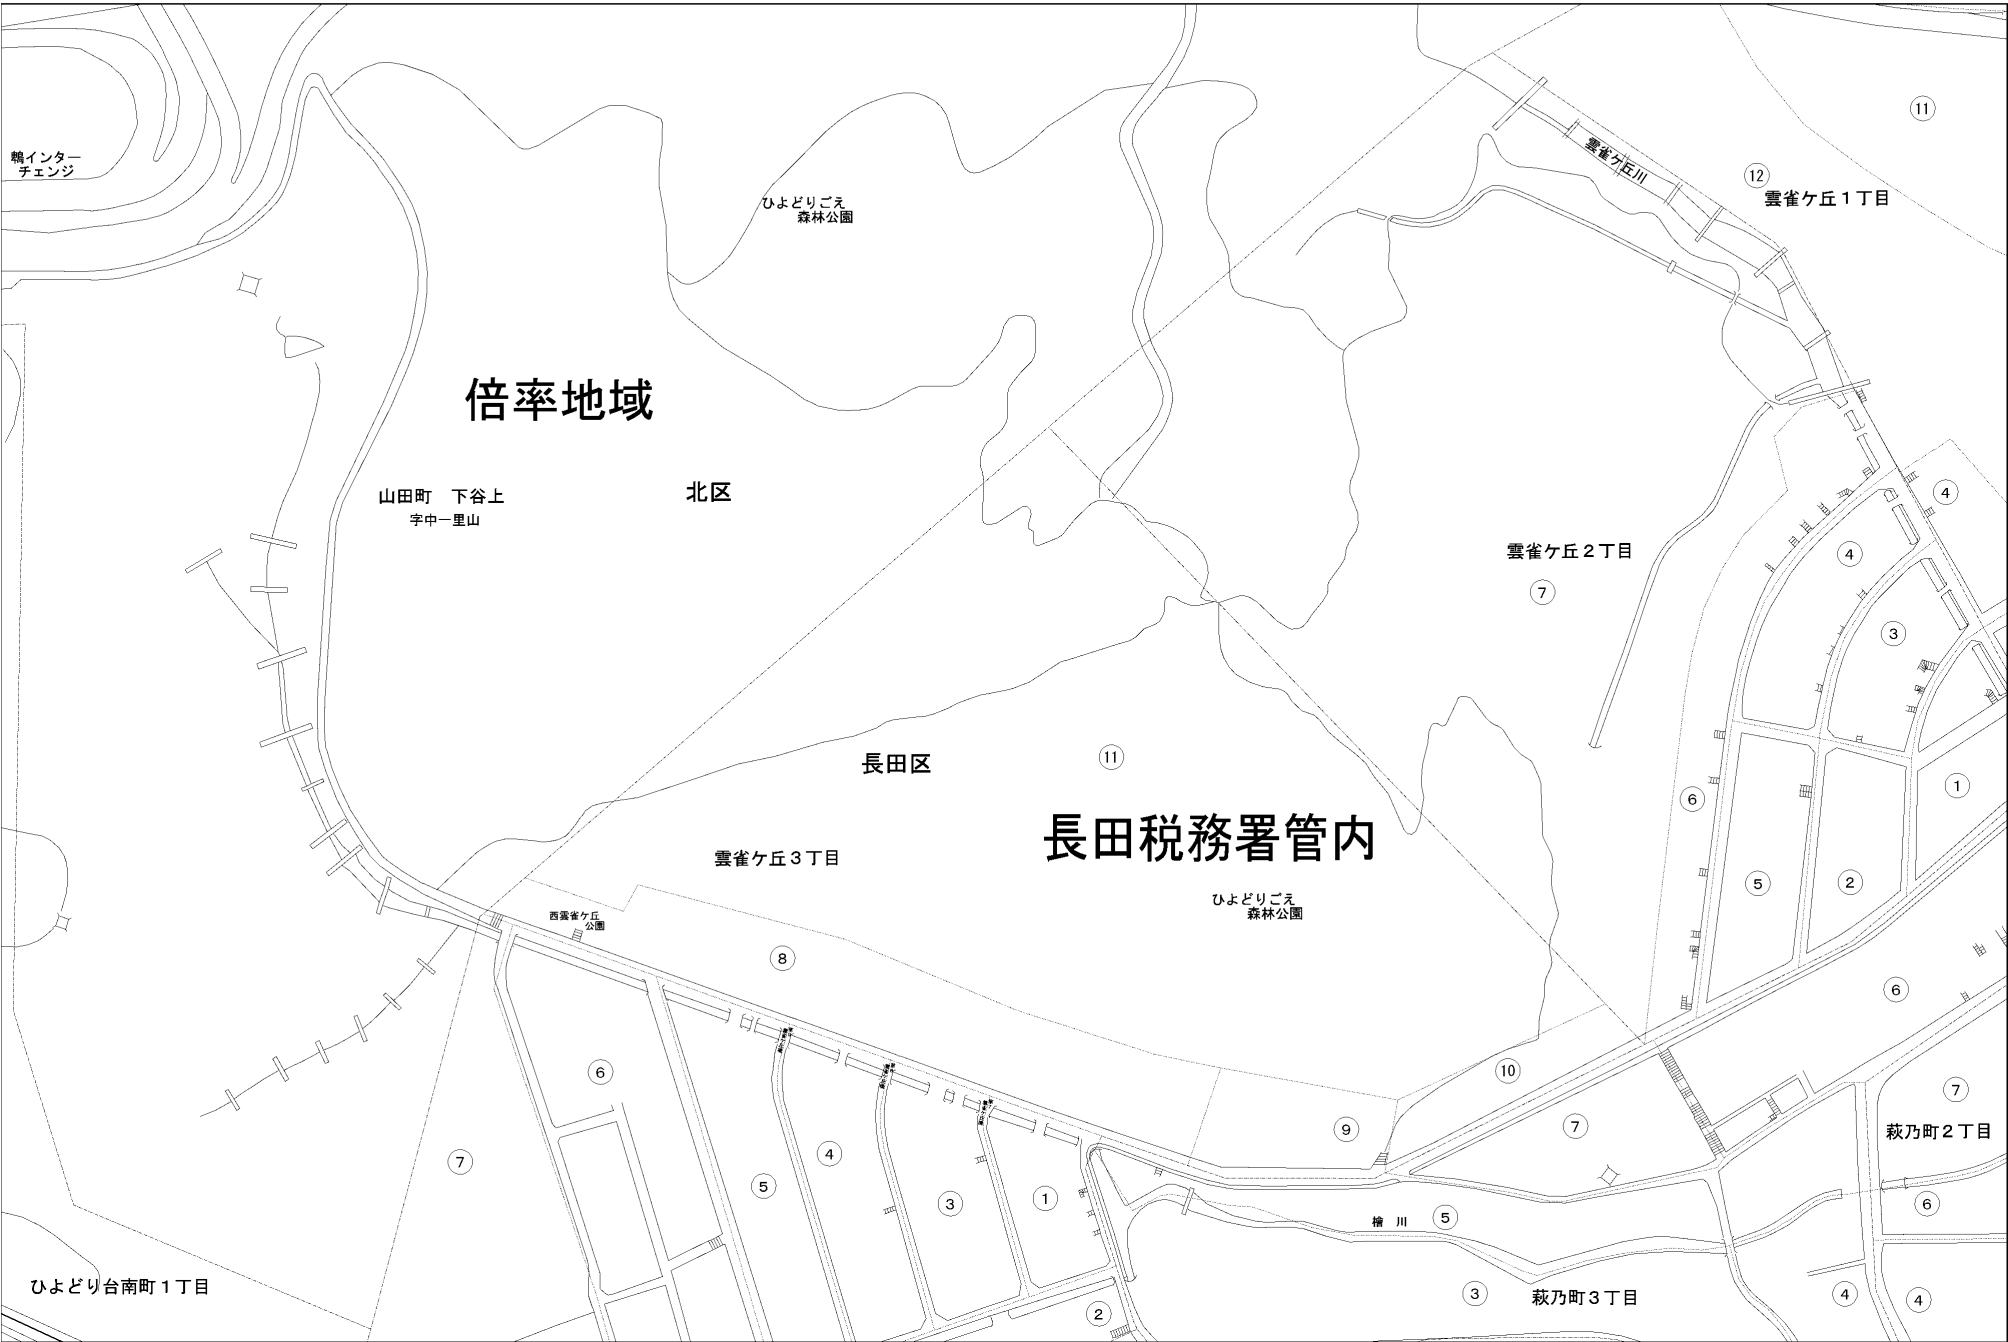 鵯インター
チェンジ
ひよどりごえ
森林公園
雲雀ケ丘川
⑪
⑫
雲雀ケ丘1丁目
倍率地域
山田町　下谷上
字中一里山
北区
④
雲雀ケ丘2丁目
⑦
④
③
長田区
⑪
①
⑥
長田税務署管内
雲雀ケ丘3丁目
⑤
②
ひよどりごえ
森林公園
西雲雀ケ丘
公園
⑧
⑥
⑥
⑩
⑦
⑨
⑦
萩乃町2丁目
⑦
④
⑤
③
①
⑥
檜　川
⑤
ひよどり台南町1丁目
②
③
萩乃町3丁目
④
④